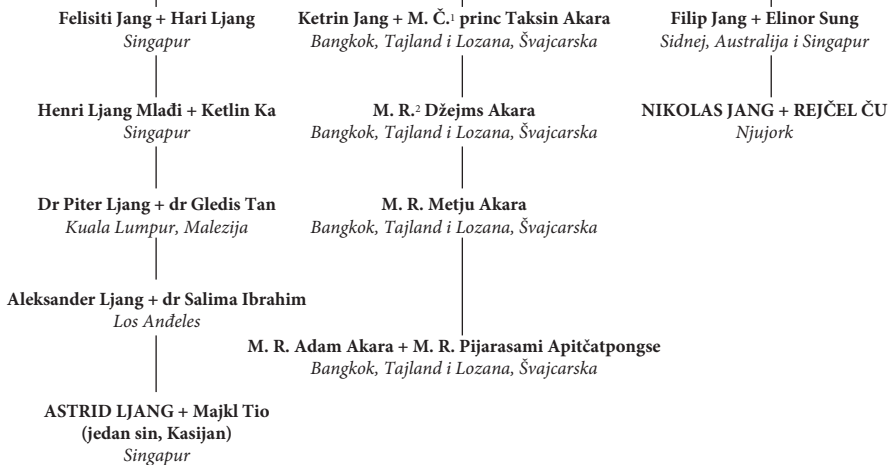 Felisiti Jang + Hari Ljang
Singapur
Henri Ljang Mlađi + Ketlin Ka
Singapur
Dr Piter Ljang + dr Gledis Tan
Kuala Lumpur, Malezija
Aleksander Ljang + dr Salima Ibrahim
Los Anđeles
ASTRID LJANG + Majkl Tio
(jedan sin, Kasijan)
Singapur
Ketrin Jang + M. Č.¹ princ Taksin Akara
Bangkok, Tajland i Lozana, Švajcarska
M. R.² Džejms Akara
Bangkok, Tajland i Lozana, Švajcarska
M. R. Metju Akara
Bangkok, Tajland i Lozana, Švajcarska
M. R. Adam Akara + M. R. Pijarasami Apitčatpongse
Bangkok, Tajland i Lozana, Švajcarska
Filip Jang + Elinor Sung
Sidnej, Australija i Singapur
NIKOLAS JANG + REJČEL ČU
Njujork